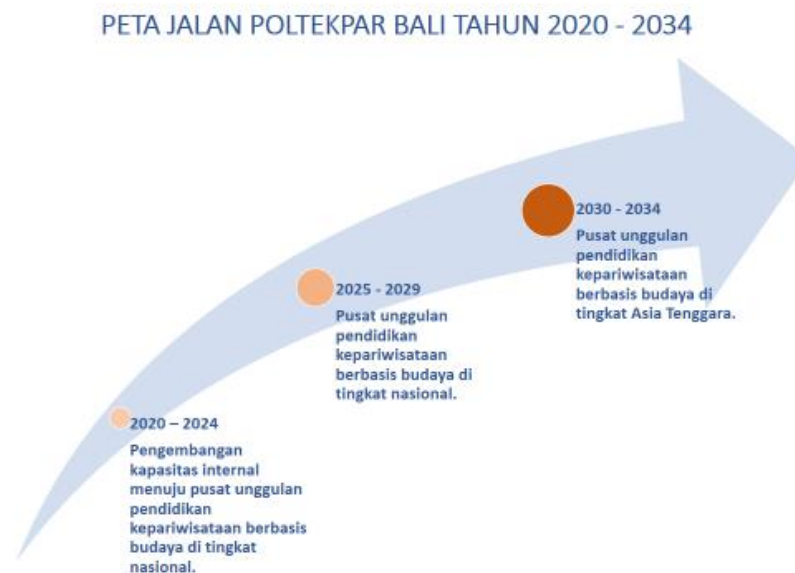 PETA JALAN POLTEKPAR BALI TAHUN 2020 - 2034
2030 - 2034
Pusat unggulan
pendidikan
kepariwisataan
berbasis budaya di
tingkat Asia Tenggara.
2025 - 2029
Pusat unggulan
pendidikan
kepariwisataan
berbasis budaya di
tingkat nasional.
2020 – 2024
Pengembangan
kapasitas internal
menuju pusat unggulan
pendidikan
kepariwisataan berbasis
budaya di tingkat
nasional.